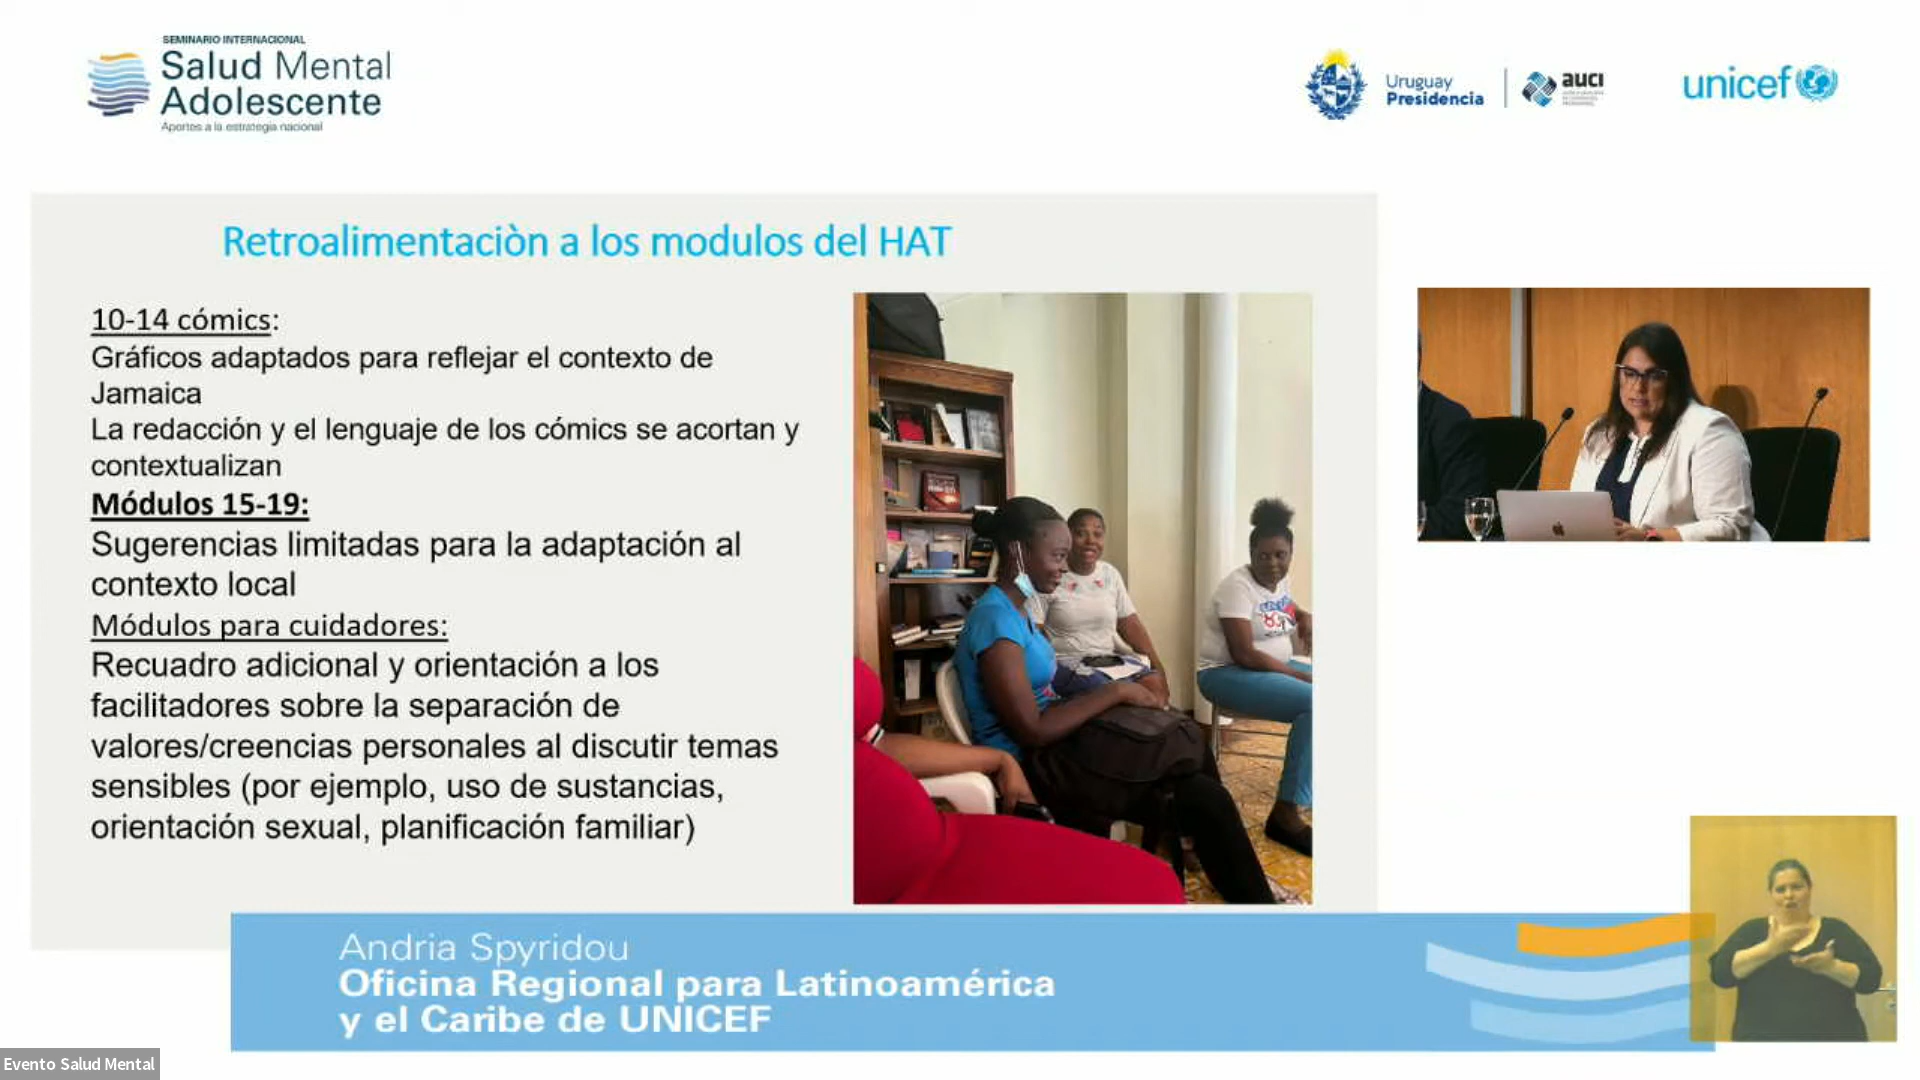 SEMINARIO INTERNACIONAL
Salud Mental
Adolescente
Aportes a la estrategia nacional
Uruguay
Presidencia
auci
unicef
Retroalimentaciòn a los modulos del HAT
10-14 cómics:
Gráficos adaptados para reflejar el contexto de
Jamaica
La redacción y el lenguaje de los cómics se acortan y
contextualizan
Módulos 15-19:
Sugerencias limitadas para la adaptación al
contexto local
Módulos para cuidadores:
Recuadro adicional y orientación a los
facilitadores sobre la separación de
valores/creencias personales al discutir temas
sensibles (por ejemplo, uso de sustancias,
orientación sexual, planificación familiar)
Andria Spyridou
Oficina Regional para Latinoamérica
y el Caribe de UNICEF
Evento Salud Mental